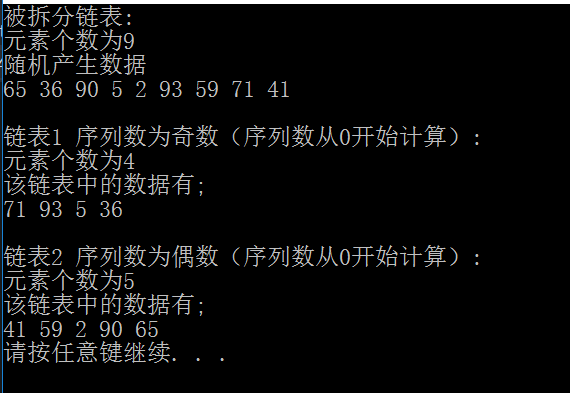 被拆分链表:
元素个数为9
随机产生数据
65 36 90 5 2 93 59 71 41
链表1 序列数为奇数（序列数从0开始计算）:
元素个数为4
该链表中的数据有;
71 93 5 36
链表2 序列数为偶数（序列数从0开始计算）:
元素个数为5
该链表中的数据有;
41 59 2 90 65
请按任意键继续. . .